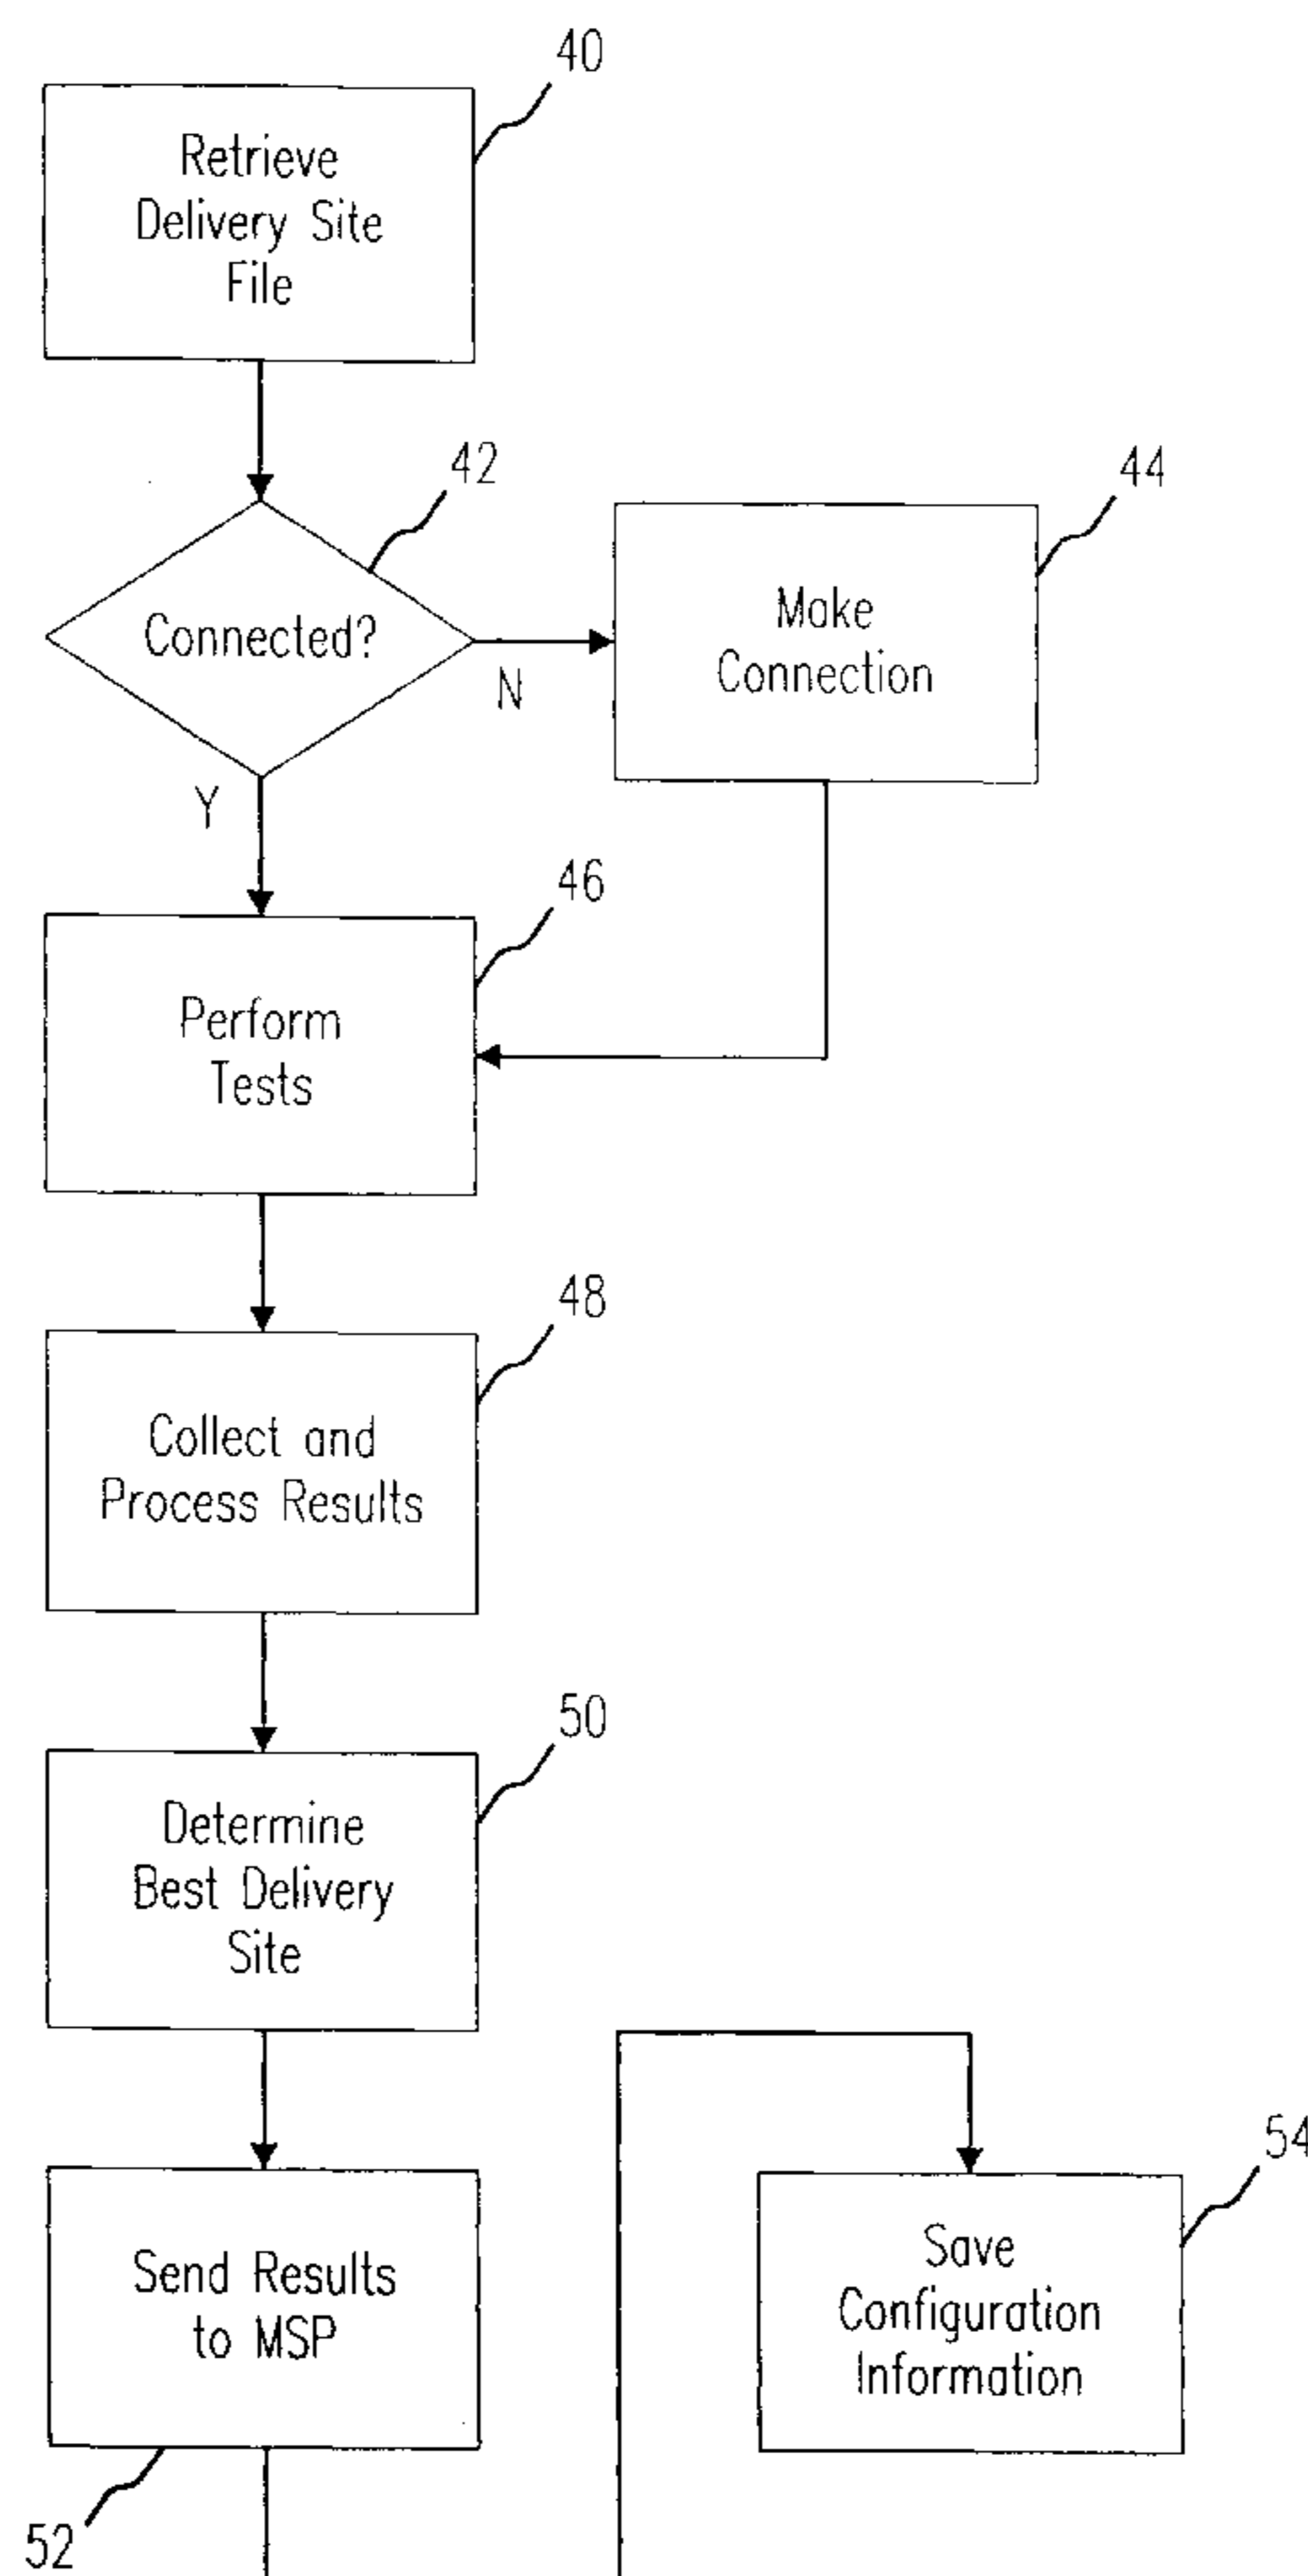 40
Retrieve
Delivery Site
File
42
Connected?
N
Y
44
Make
Connection
46
Perform
Tests
48
Collect and
Process Results
50
Determine
Best Delivery
Site
Send Results
to MSP
52
54
Save
Configuration
Information